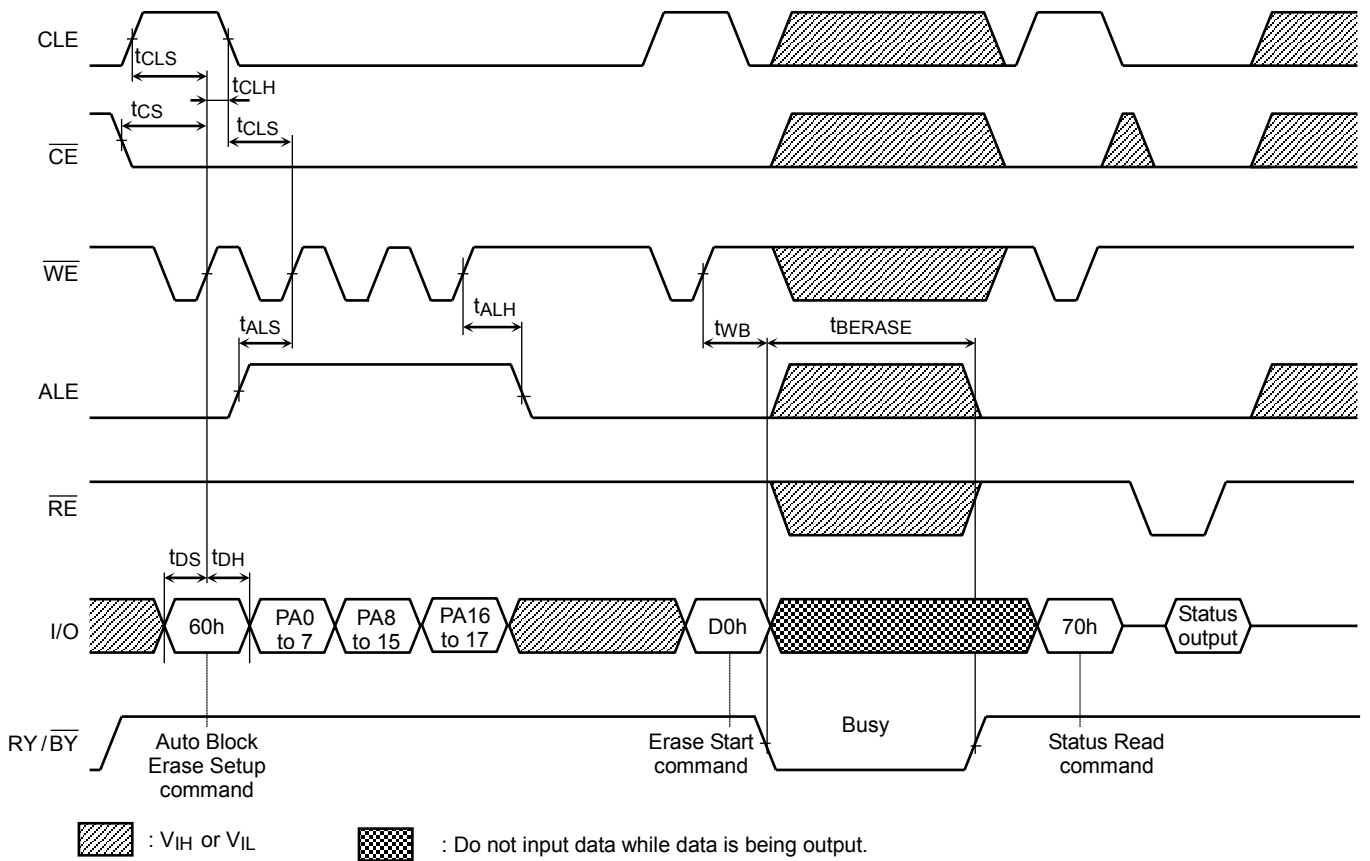 CLE
tCLS
tCLH
tCS
tCLS
CE
WE
tALS
tALH
tWB
tBERASE
ALE
RE
tDS
tDH
I/O
60h
PA0
to 7
PA8
to 15
PA16
to 17
D0h
70h
Status
output
RY/BY
Busy
Auto Block
Erase Setup
command
Erase Start
command
Status Read
command
: VIH or VIL
: Do not input data while data is being output.